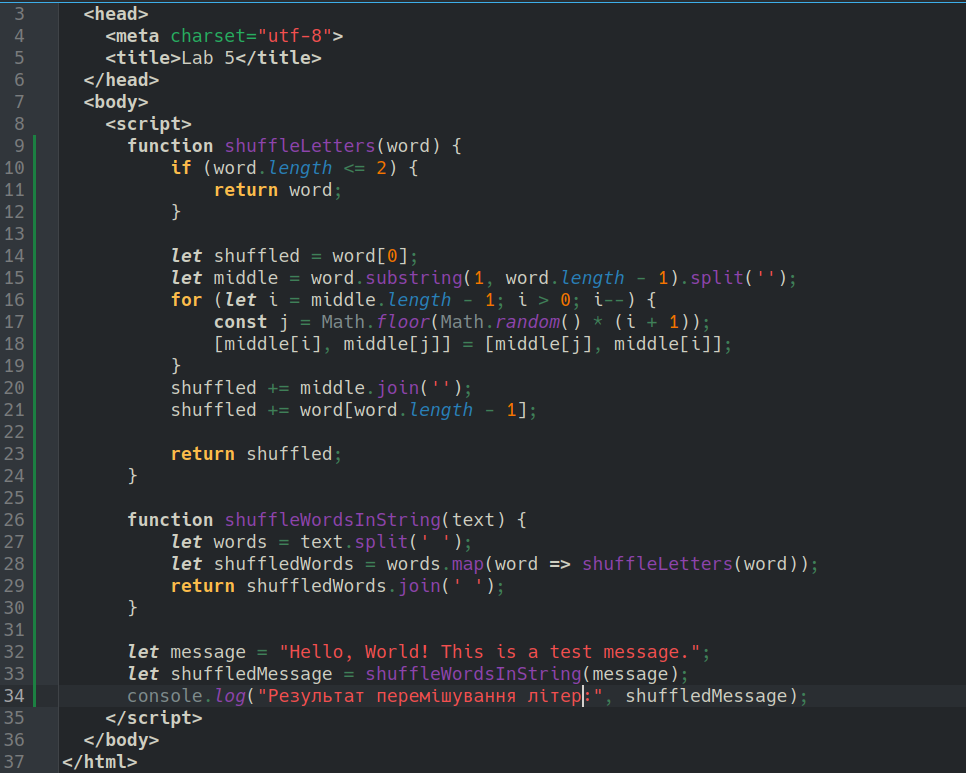 3   <head>
4     <meta charset="utf-8">
5     <title>Lab 5</title>
6   </head>
7   <body>
8     <script>
9       function shuffleLetters(word) {
10           if (word.length <= 2) {
11               return word;
12           }
13
14           let shuffled = word[0];
15           let middle = word.substring(1, word.length - 1).split('');
16           for (let i = middle.length - 1; i > 0; i--) {
17               const j = Math.floor(Math.random() * (i + 1));
18               [middle[i], middle[j]] = [middle[j], middle[i]];
19           }
20           shuffled += middle.join('');
21           shuffled += word[word.length - 1];
22
23           return shuffled;
24       }
25
26       function shuffleWordsInString(text) {
27           let words = text.split(' ');
28           let shuffledWords = words.map(word => shuffleLetters(word));
29           return shuffledWords.join(' ');
30       }
31
32       let message = "Hello, World! This is a test message.";
33       let shuffledMessage = shuffleWordsInString(message);
34       console.log("Результат перемішування літер:", shuffledMessage);
35     </script>
36   </body>
37 </html>